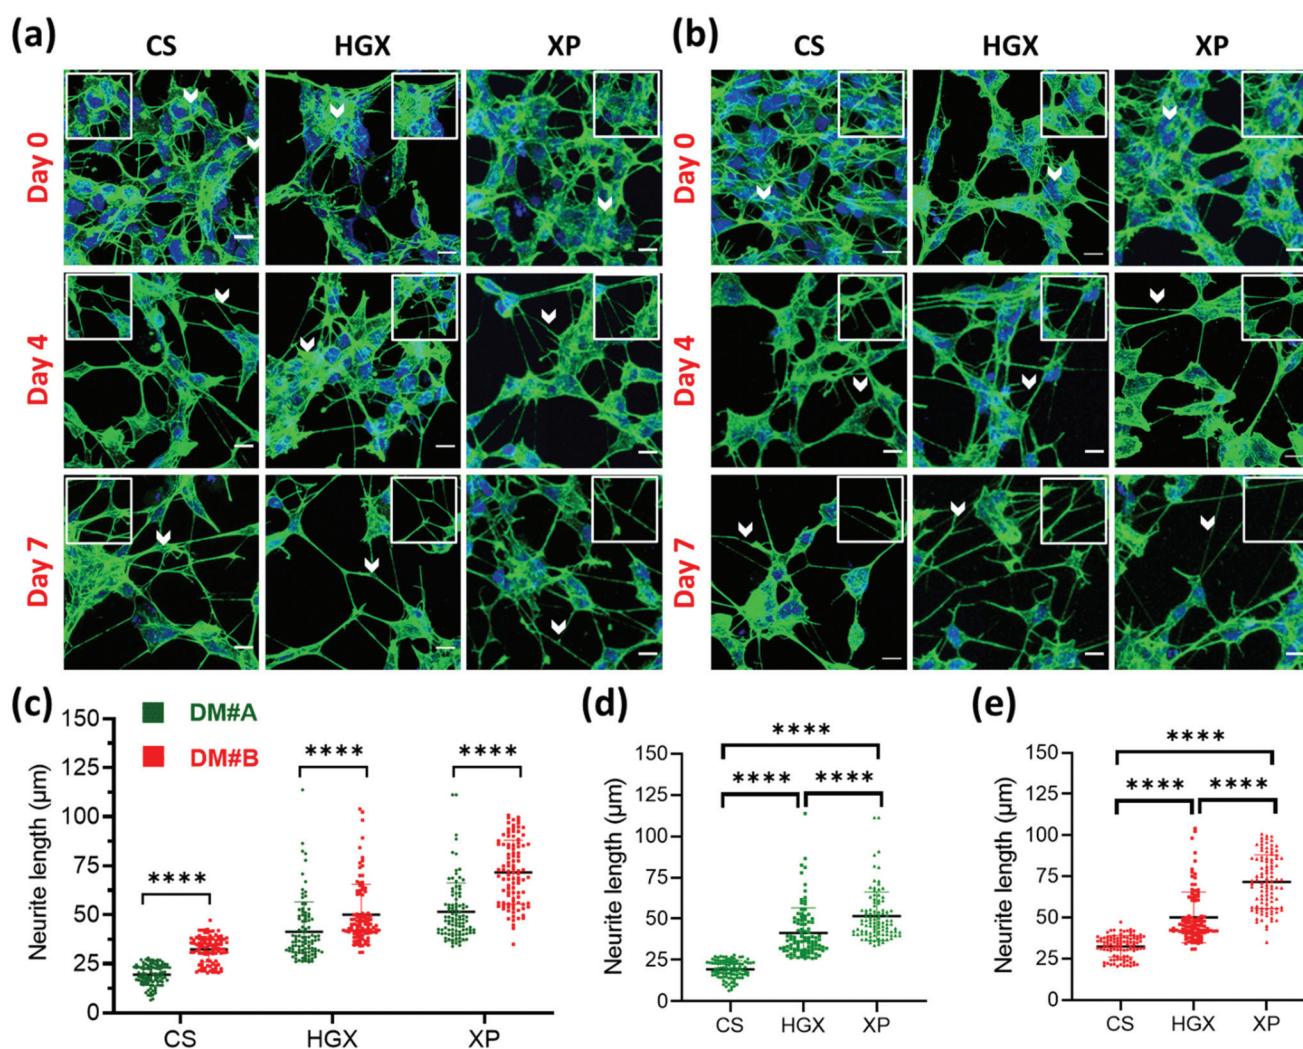 (a)
CS HGX XP
Day 0
Day 4
Day 7
(b)
CS HGX XP
Day 0
Day 4
Day 7
(c)
DM#A
DM#B
Neurite length (µm)
150
125
100
75
50
25
0
****
****
****
CS HGX XP
(d)
Neurite length (µm)
150
125
100
75
50
25
0
****
**** ****
CS HGX XP
(e)
Neurite length (µm)
150
125
100
75
50
25
0
****
**** ****
CS HGX XP